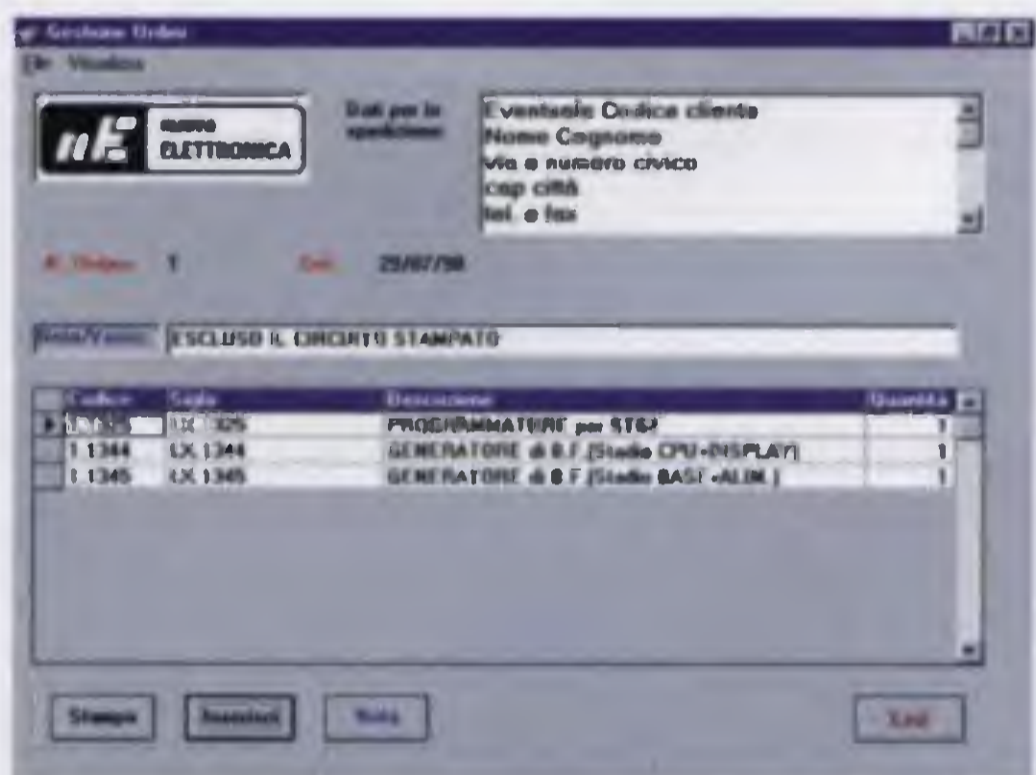 Gestione Ordini
File Visualizza
nE NUOVA ELETTRONICA
Dati per la spedizione
Eventuale Codice cliente
Nome Cognome
via e numero civico
cap città
tel. e fax
N. Ordine 1 Del 29/07/98
ESCLUSO IL CIRCUITO STAMPATO
Codice Sigla Descrizione Quantità
LX 1325 PROGRAMMATORE per ST62 1
1 1344 LX 1344 GENERATORE di B.F.(Stadio CPU+DISPLAY) 1
1 1345 LX 1345 GENERATORE di B.F.(Stadio BASE+ALIM.) 1
Stampa Inserisci Nota Esci